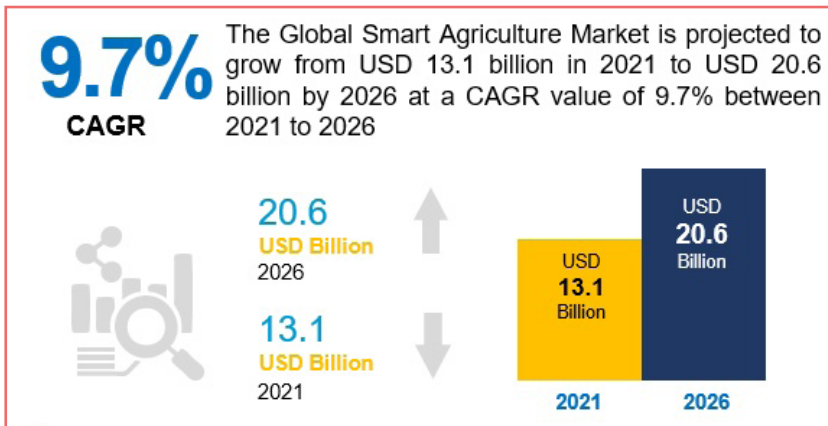 9.7%
CAGR
The Global Smart Agriculture Market is projected to
grow from USD 13.1 billion in 2021 to USD 20.6
billion by 2026 at a CAGR value of 9.7% between
2021 to 2026
20.6
USD Billion
2026
13.1
USD Billion
2021
USD
13.1
Billion
2021
USD
20.6
Billion
2026